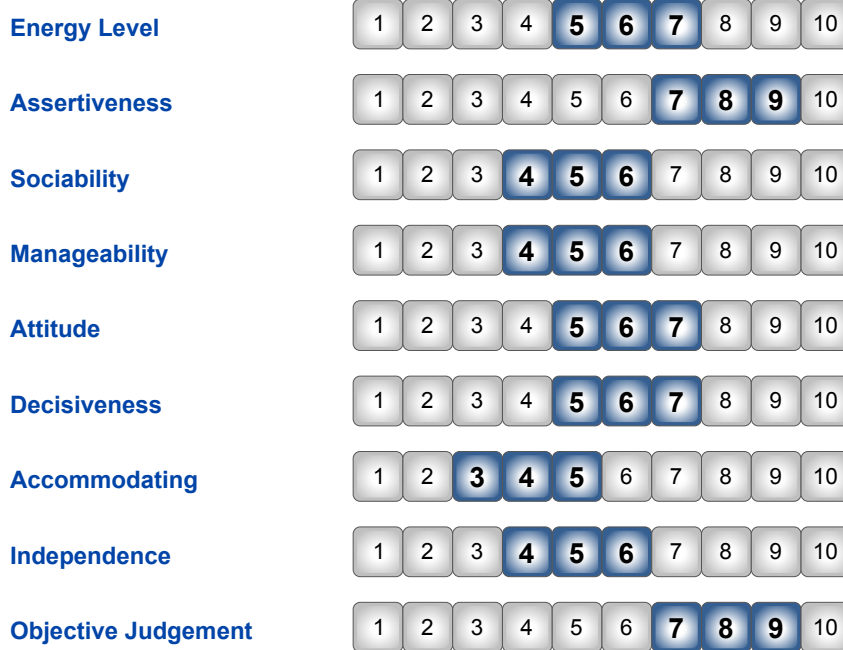 Energy Level 1 2 3 4 5 6 7 8 9 10
Assertiveness 1 2 3 4 5 6 7 8 9 10
Sociability 1 2 3 4 5 6 7 8 9 10
Manageability 1 2 3 4 5 6 7 8 9 10
Attitude 1 2 3 4 5 6 7 8 9 10
Decisiveness 1 2 3 4 5 6 7 8 9 10
Accommodating 1 2 3 4 5 6 7 8 9 10
Independence 1 2 3 4 5 6 7 8 9 10
Objective Judgement 1 2 3 4 5 6 7 8 9 10